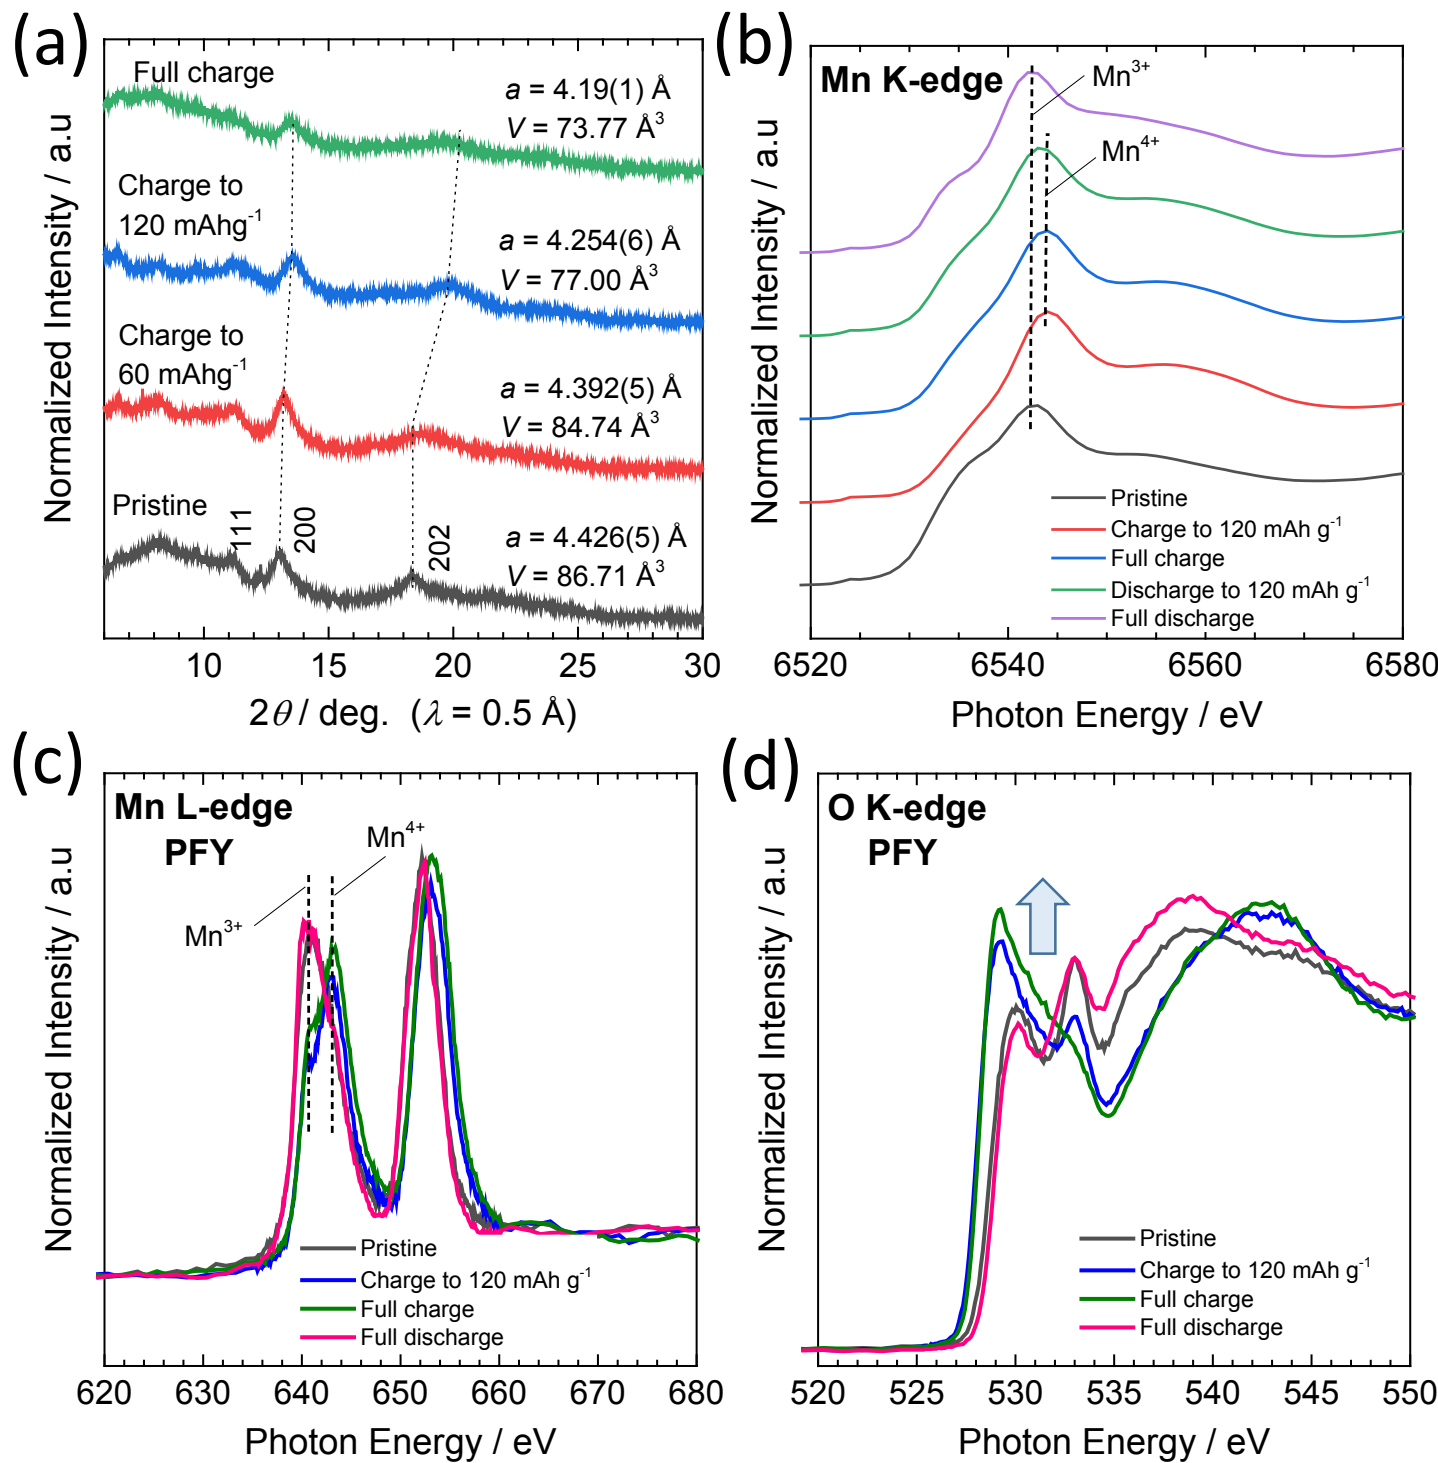 (a)
Full charge
a = 4.19(1) Å
V = 73.77 Å3
Charge to
120 mAhg-1
a = 4.254(6) Å
V = 77.00 Å3
Charge to
60 mAhg-1
a = 4.392(5) Å
V = 84.74 Å3
Pristine
111
200
202
a = 4.426(5) Å
V = 86.71 Å3
Normalized Intensity / a.u
10 15 20 25 30
2θ / deg. (λ = 0.5 Å)
(b)
Mn K-edge
Mn3+
Mn4+
Normalized Intensity / a.u
Pristine
Charge to 120 mAh g-1
Full charge
Discharge to 120 mAh g-1
Full discharge
6520 6540 6560 6580
Photon Energy / eV
(c)
Mn L-edge
PFY
Mn4+
Mn3+
Normalized Intensity / a.u
Pristine
Charge to 120 mAh g-1
Full charge
Full discharge
620 630 640 650 660 670 680
Photon Energy / eV
(d)
O K-edge
PFY
Normalized Intensity / a.u
Pristine
Charge to 120 mAh g-1
Full charge
Full discharge
520 525 530 535 540 545 550
Photon Energy / eV